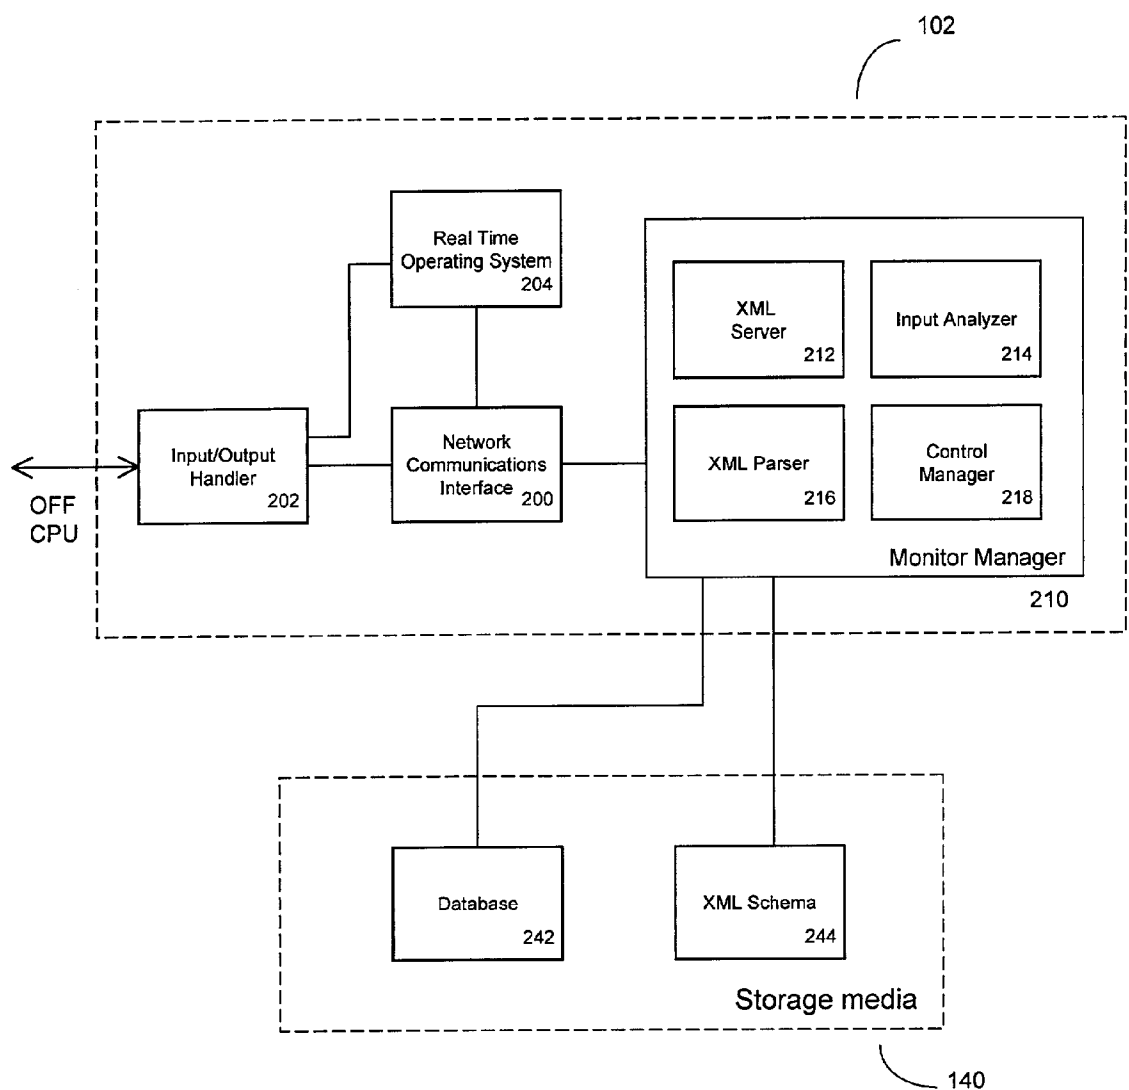 102
Real Time
Operating System
204
XML
Server
212
Input Analyzer
214
Input/Output
Handler
202
Network
Communications
Interface
200
XML Parser
216
Control
Manager
218
OFF
CPU
Monitor Manager
210
Database
242
XML Schema
244
Storage media
140